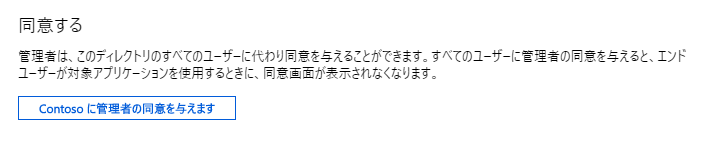 同意する
管理者は、このディレクトリのすべてのユーザーに代わり同意を与えることができます。すべてのユーザーに管理者の同意を与えると、エンド
ユーザーが対象アプリケーションを使用するときに、同意画面が表示されなくなります。
Contoso に管理者の同意を与えます